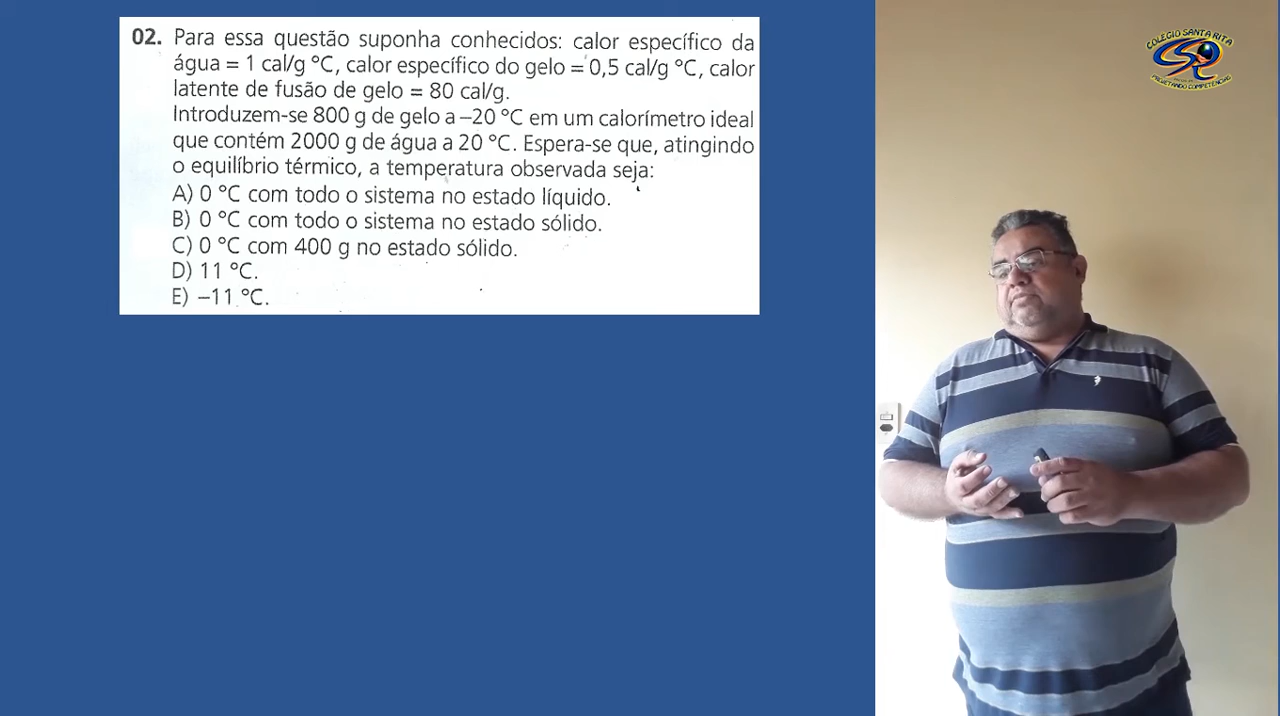 COLÉGIO SANTA RITA
PROJETANDO COMPETÊNCIAS
02. Para essa questão suponha conhecidos: calor específico da
água = 1 cal/g °C, calor específico do gelo = 0,5 cal/g °C, calor
latente de fusão de gelo = 80 cal/g.
Introduzem-se 800 g de gelo a –20 °C em um calorímetro ideal
que contém 2000 g de água a 20 °C. Espera-se que, atingindo
o equilíbrio térmico, a temperatura observada seja:
A) 0 °C com todo o sistema no estado líquido.
B) 0 °C com todo o sistema no estado sólido.
C) 0 °C com 400 g no estado sólido.
D) 11 °C.
E) –11 °C.